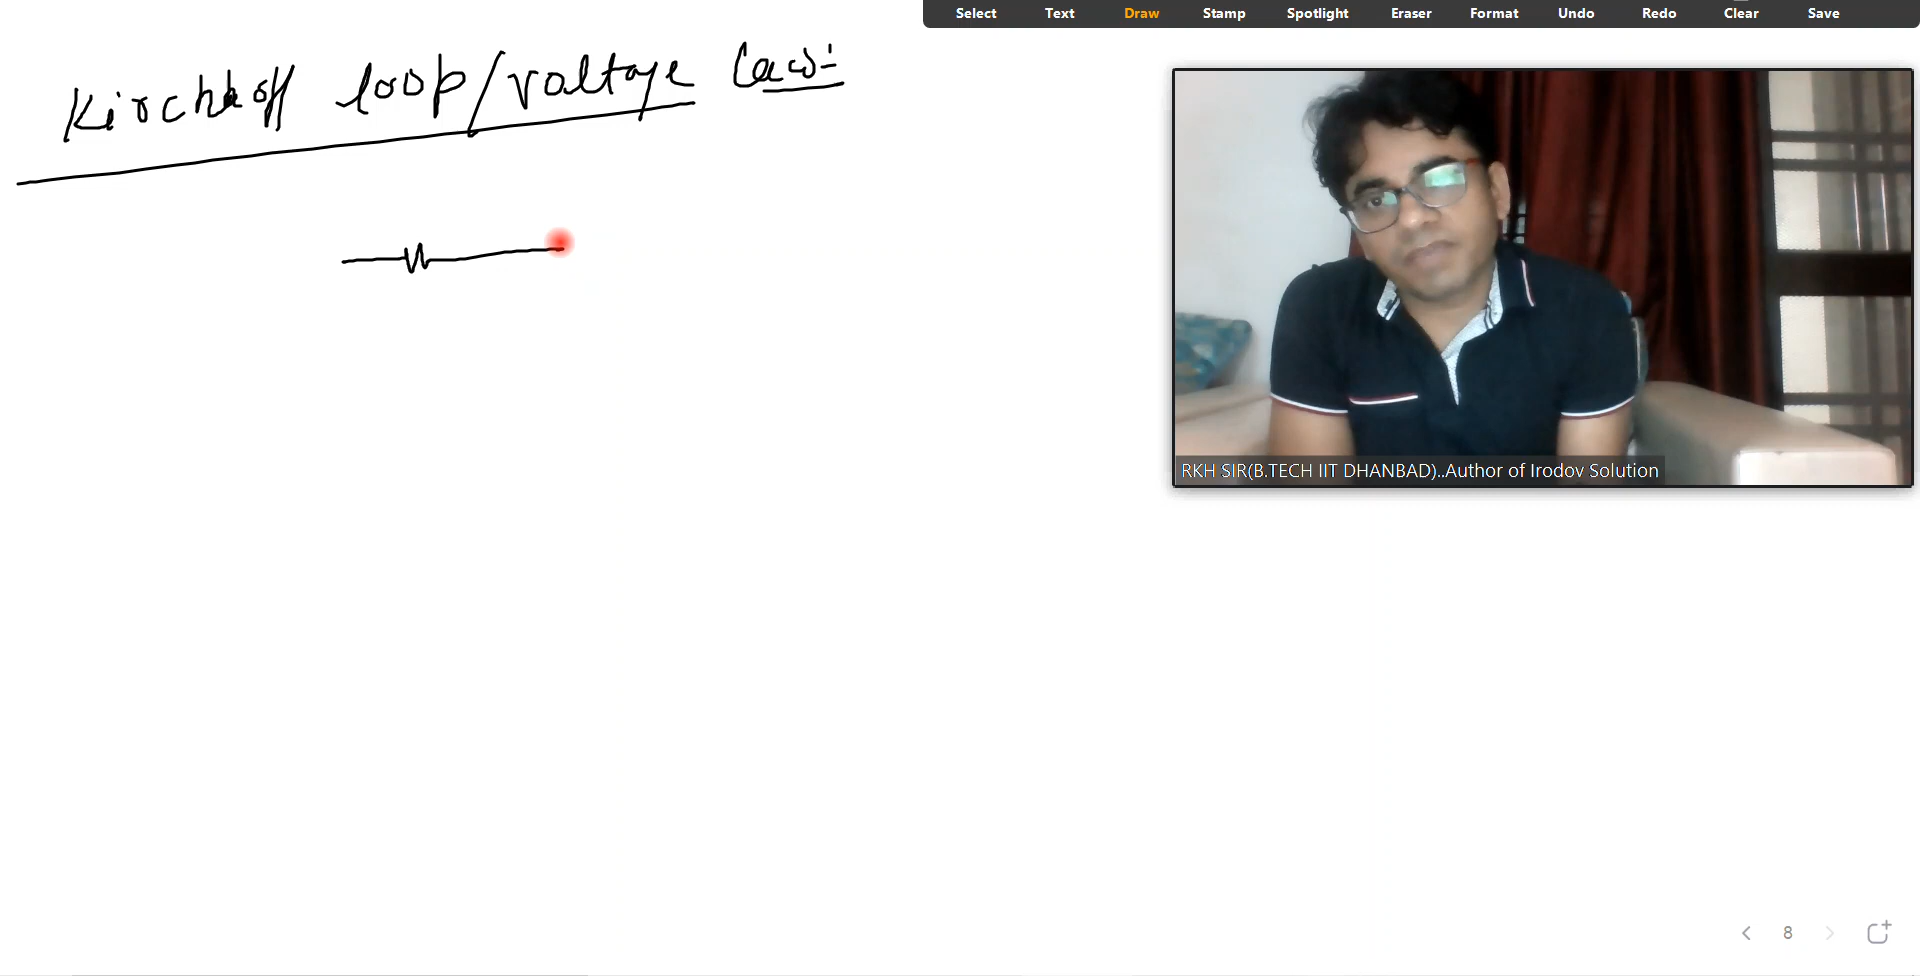 Select Text Draw Stamp Spotlight Eraser Format Undo Redo Clear Save
Kirchhoff loop/voltage Law:
RKH SIR(B.TECH IIT DHANBAD)..Author of Irodov Solution
8